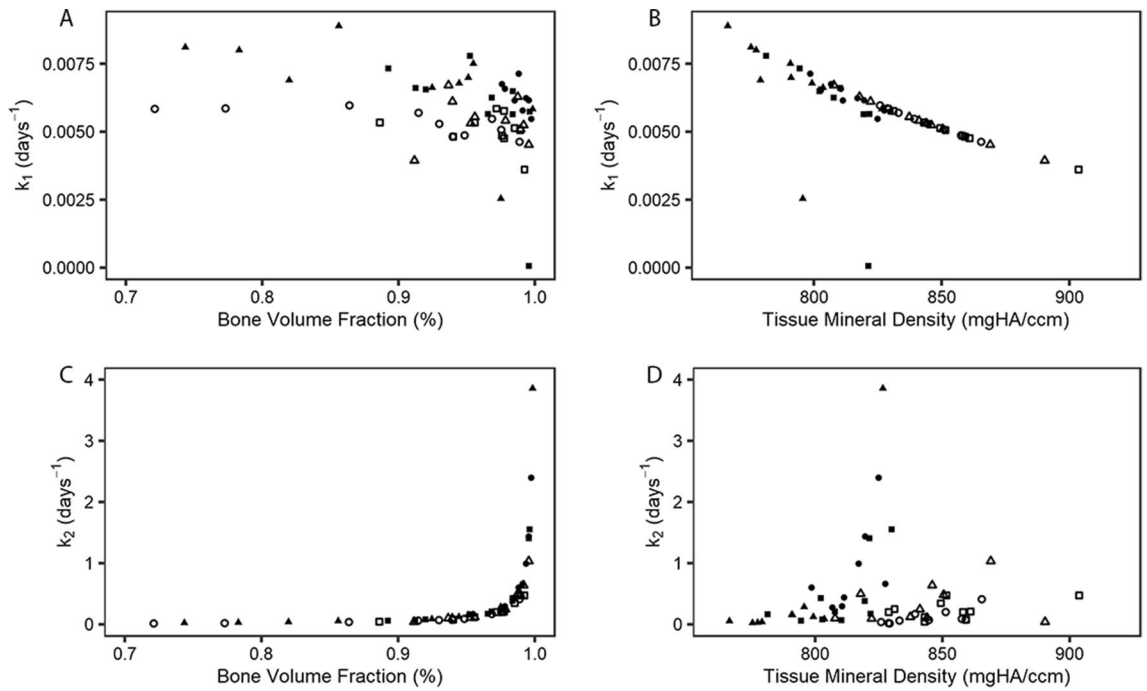 A
k₁ (days⁻¹)
0.0075
0.0050
0.0025
0.0000
0.7 0.8 0.9 1.0
Bone Volume Fraction (%)
B
k₁ (days⁻¹)
0.0075
0.0050
0.0025
0.0000
800 850 900
Tissue Mineral Density (mgHA/ccm)
C
k₂ (days⁻¹)
4
3
2
1
0
0.7 0.8 0.9 1.0
Bone Volume Fraction (%)
D
k₂ (days⁻¹)
4
3
2
1
0
800 850 900
Tissue Mineral Density (mgHA/ccm)